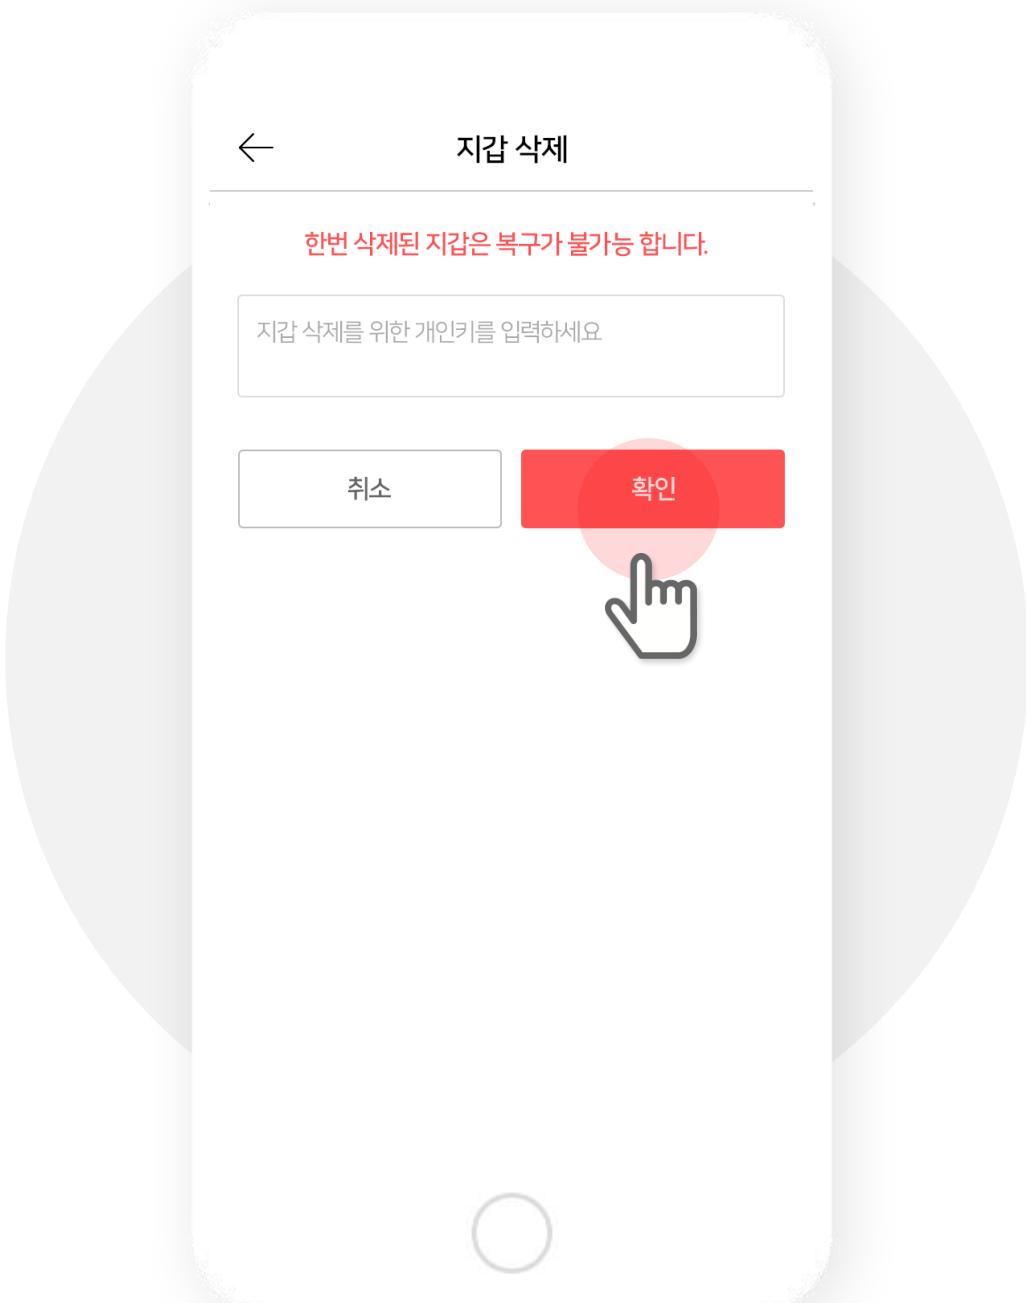 지갑 삭제
한번 삭제된 지갑은 복구가 불가능 합니다.
지갑 삭제를 위한 개인키를 입력하세요
취소
확인